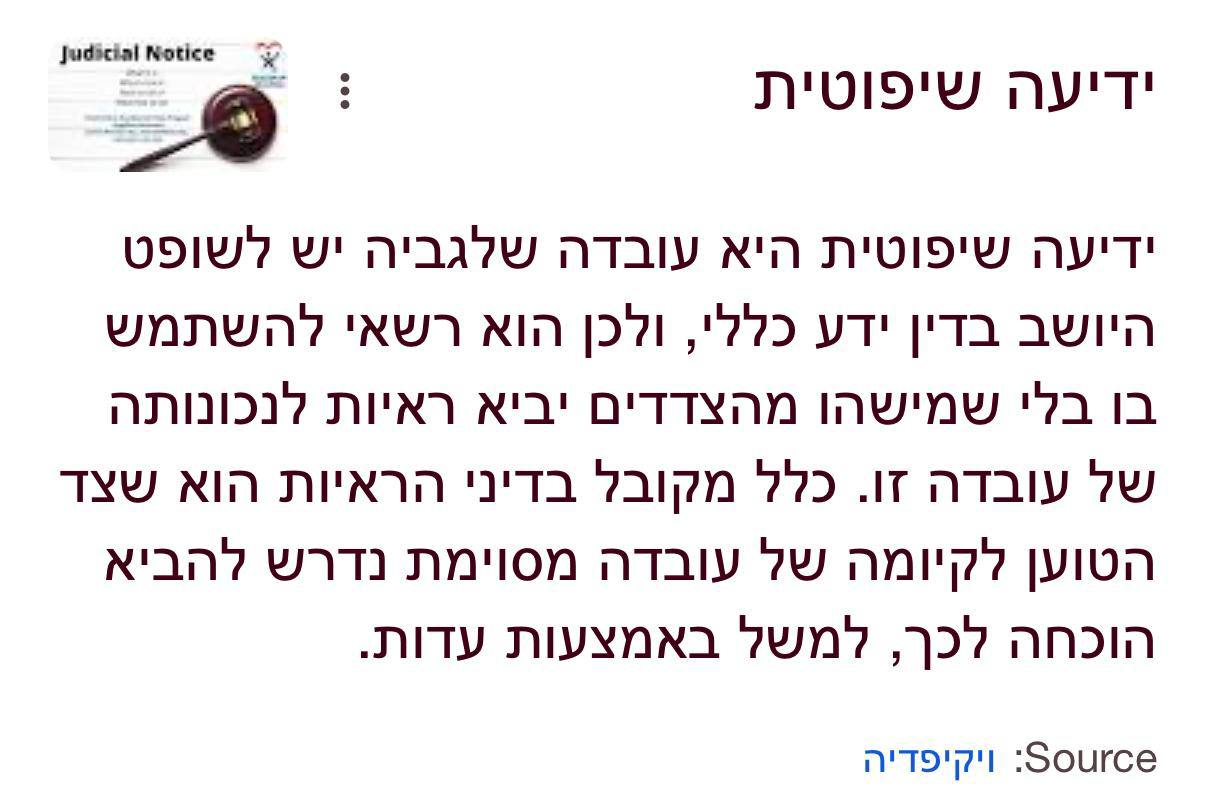 Judicial Notice
ידיעה שיפוטית
ידיעה שיפוטית היא עובדה שלגביה יש לשופט
היושב בדין ידע כללי, ולכן הוא רשאי להשתמש
בו בלי שמישהו מהצדדים יביא ראיות לנכונותה
של עובדה זו. כלל מקובל בדיני הראיות הוא שצד
הטוען לקיומה של עובדה מסוימת נדרש להביא
הוכחה לכך, למשל באמצעות עדות.
Source: ויקיפדיה